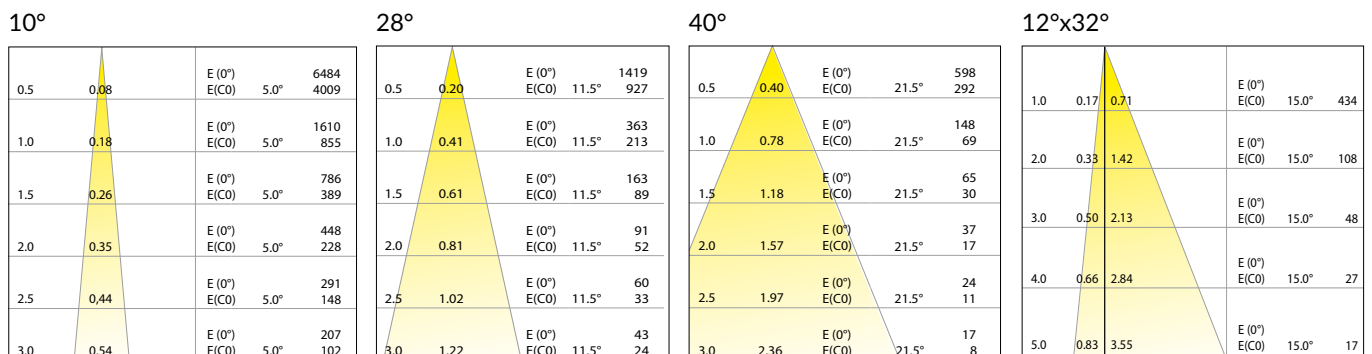 10°
E (0°) 6484
0.5 0.08 E(C0) 5.0° 4009
E (0°) 1610
1.0 0.18 E(C0) 5.0° 855
E (0°) 786
1.5 0.26 E(C0) 5.0° 389
E (0°) 448
2.0 0.35 E(C0) 5.0° 228
E (0°) 291
2.5 0,44 E(C0) 5.0° 148
E (0°) 207
3.0 0.54 E(C0) 5.0° 102
28°
E (0°) 1419
0.5 0.20 E(C0) 11.5° 927
E (0°) 363
1.0 0.41 E(C0) 11.5° 213
E (0°) 163
1.5 0.61 E(C0) 11.5° 89
E (0°) 91
2.0 0.81 E(C0) 11.5° 52
E (0°) 60
2.5 1.02 E(C0) 11.5° 33
E (0°) 43
3.0 1.22 E(C0) 11.5° 24
40°
E (0°) 598
0.5 0.40 E(C0) 21.5° 292
E (0°) 148
1.0 0.78 E(C0) 21.5° 69
E (0°) 65
1.5 1.18 E(C0) 21.5° 30
E (0°) 37
2.0 1.57 E(C0) 21.5° 17
E (0°) 24
2.5 1.97 E(C0) 21.5° 11
E (0°) 17
3.0 2.36 E(C0) 21.5° 8
12°x32°
E (0°)
1.0 0.17 0.71 E(C0) 15.0° 434
E (0°)
2.0 0.33 1.42 E(C0) 15.0° 108
E (0°)
3.0 0.50 2.13 E(C0) 15.0° 48
E (0°)
4.0 0.66 2.84 E(C0) 15.0° 27
E (0°)
5.0 0.83 3.55 E(C0) 15.0° 17